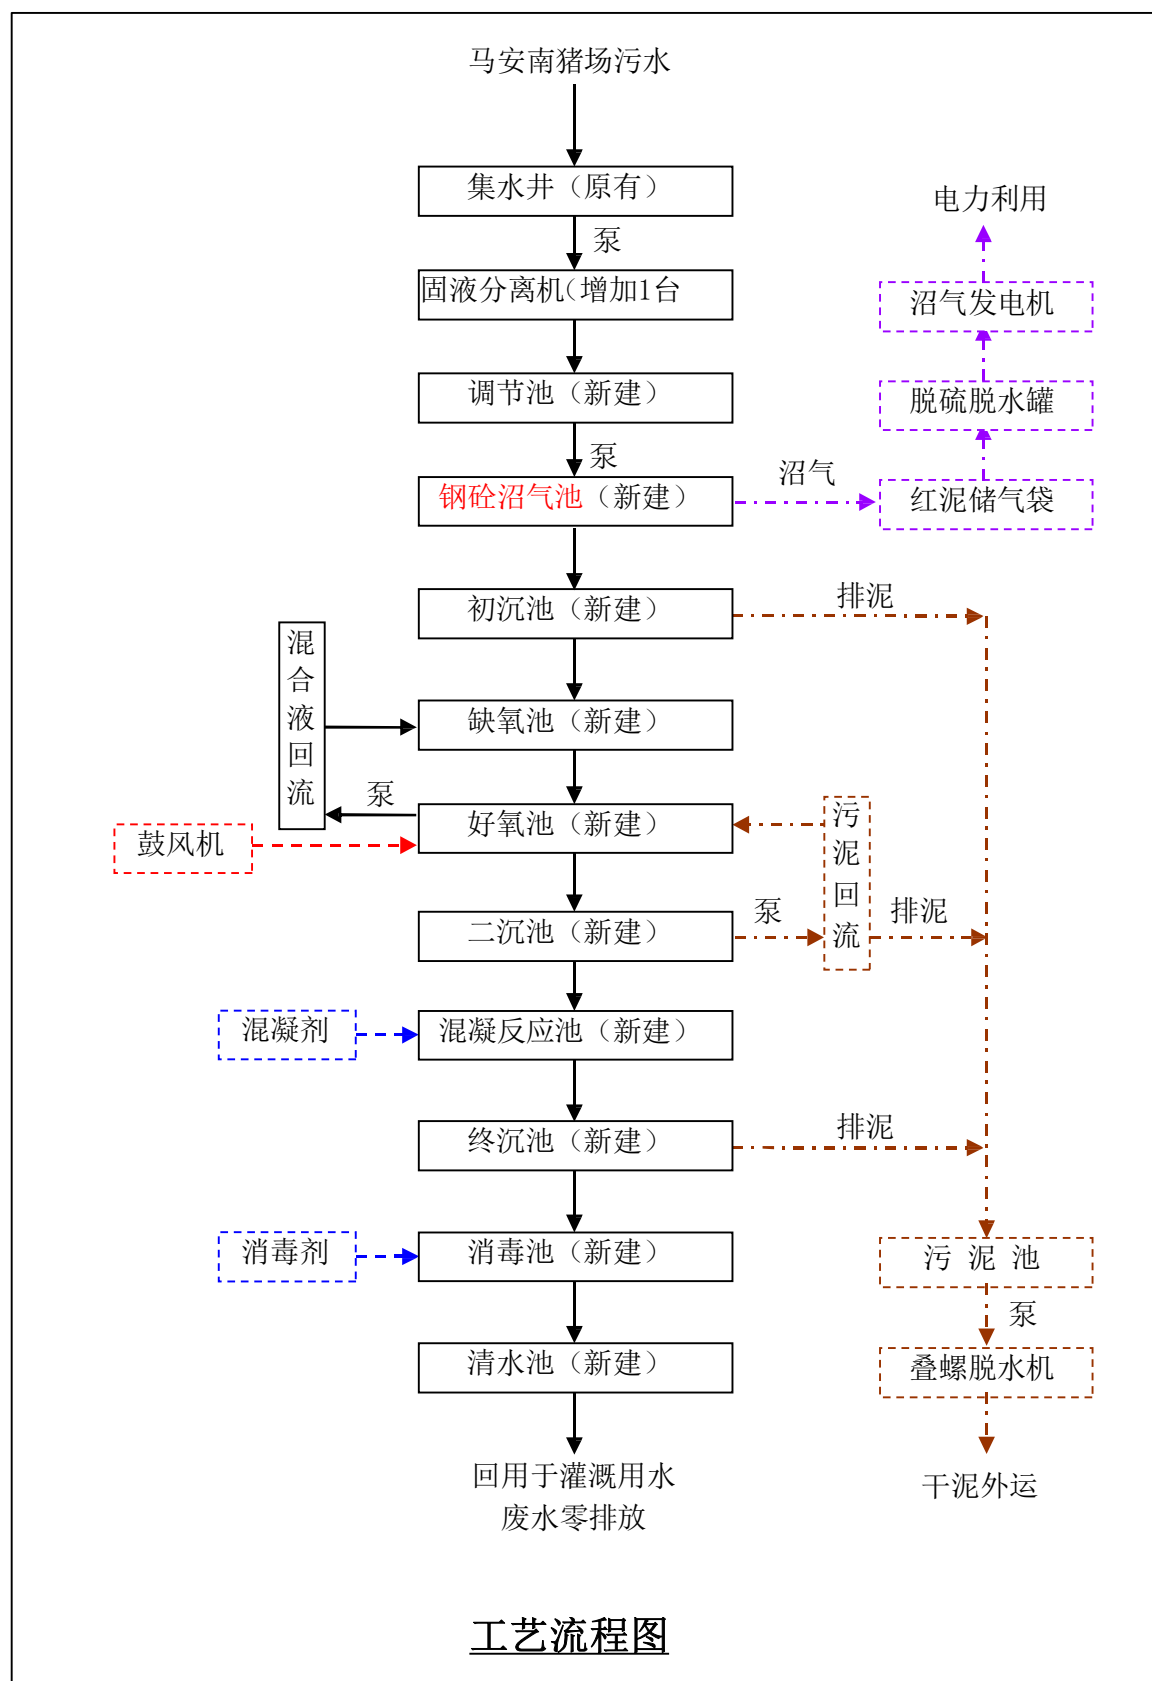 马安南猪场污水
集水井（原有）
泵
电力利用
固液分离机（增加1台
沼气发电机
调节池（新建）
脱硫脱水罐
泵
钢砼沼气池（新建）
沼气
红泥储气袋
初沉池（新建）
排泥
混合液回流
缺氧池（新建）
泵
好氧池（新建）
鼓风机
污泥回流
二沉池（新建）
泵
排泥
混凝剂
混凝反应池（新建）
终沉池（新建）
排泥
消毒剂
消毒池（新建）
污 泥 池
泵
清水池（新建）
叠螺脱水机
回用于灌溉用水
废水零排放
干泥外运
工艺流程图